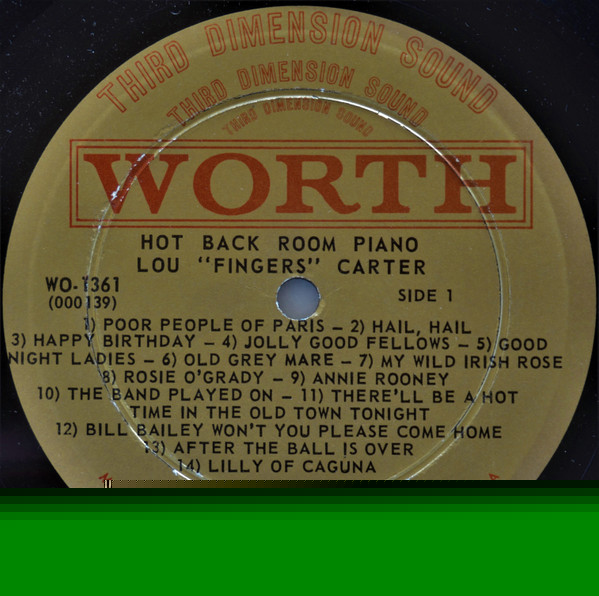 THIRD DIMENSION SOUND
THIRD DIMENSION SOUND
THIRD DIMENSION SOUND
WORTH
HOT BACK ROOM PIANO
LOU "FINGERS" CARTER
WO-1361
(000139)
SIDE 1
1) POOR PEOPLE OF PARIS – 2) HAIL, HAIL
3) HAPPY BIRTHDAY – 4) JOLLY GOOD FELLOWS – 5) GOOD
NIGHT LADIES – 6) OLD GREY MARE – 7) MY WILD IRISH ROSE
8) ROSIE O'GRADY – 9) ANNIE ROONEY
10) THE BAND PLAYED ON – 11) THERE'LL BE A HOT
TIME IN THE OLD TOWN TONIGHT
12) BILL BAILEY WON'T YOU PLEASE COME HOME
13) AFTER THE BALL IS OVER
14) LILLY OF CAGUNA